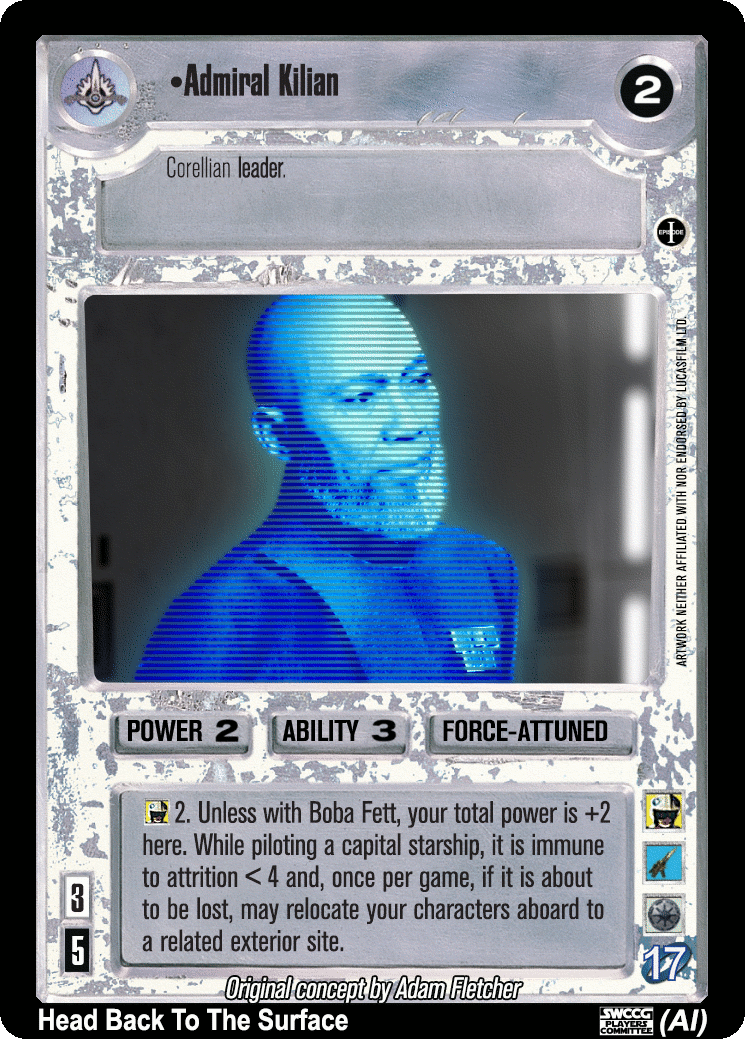 •Admiral Kilian
2
Corellian leader.
EPISODE
I
ARTWORK NEITHER AFFILIATED WITH NOR ENDORSED BY LUCASFILM LTD.
POWER 2 ABILITY 3 FORCE-ATTUNED
2. Unless with Boba Fett, your total power is +2
here. While piloting a capital starship, it is immune
to attrition < 4 and, once per game, if it is about
to be lost, may relocate your characters aboard to
a related exterior site.
3
5
17
Original concept by Adam Fletcher
Head Back To The Surface
SWCCG
PLAYERS
COMMITTEE
(AI)